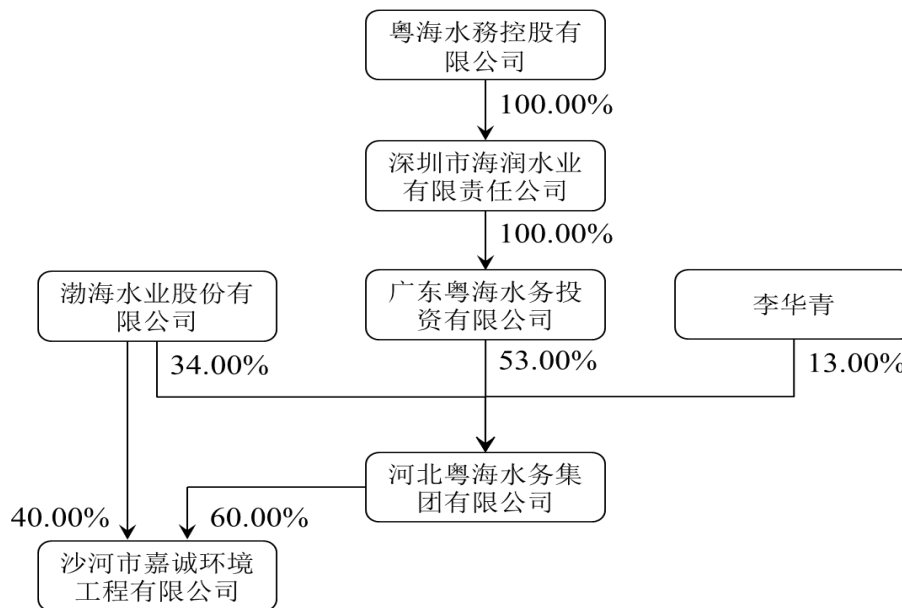 粵海水務控股有
限公司
100.00%
深圳市海润水业
有限责任公司
100.00%
渤海水业股份有
限公司
广东粤海水务投
资有限公司
李华青
34.00%
53.00%
13.00%
河北粤海水务集
团有限公司
40.00%
60.00%
沙河市嘉诚环境
工程有限公司